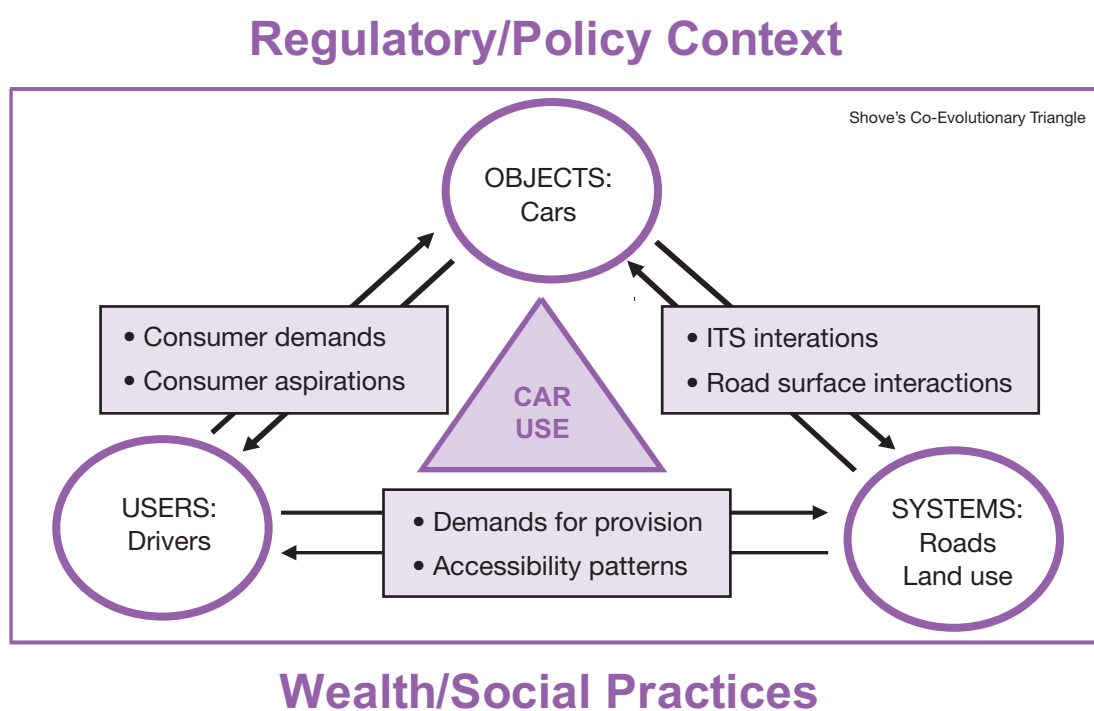 Regulatory/Policy Context
Shove's Co-Evolutionary Triangle
OBJECTS:
Cars
• Consumer demands
• Consumer aspirations
• ITS interations
• Road surface interactions
CAR
USE
USERS:
Drivers
• Demands for provision
• Accessibility patterns
SYSTEMS:
Roads
Land use
Wealth/Social Practices